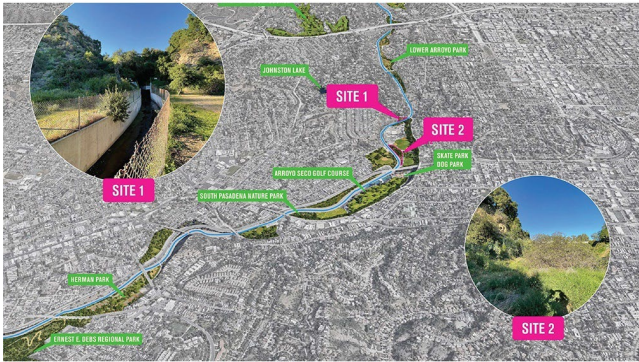 LOWER ARROYO PARK
JOHNSTON LAKE
SITE 1
SITE 2
SKATE PARK
DOG PARK
ARROYO SECO GOLF COURSE
SITE 1
SOUTH PASADENA NATURE PARK
HERMAN PARK
SITE 2
ERNEST E. DEBS REGIONAL PARK